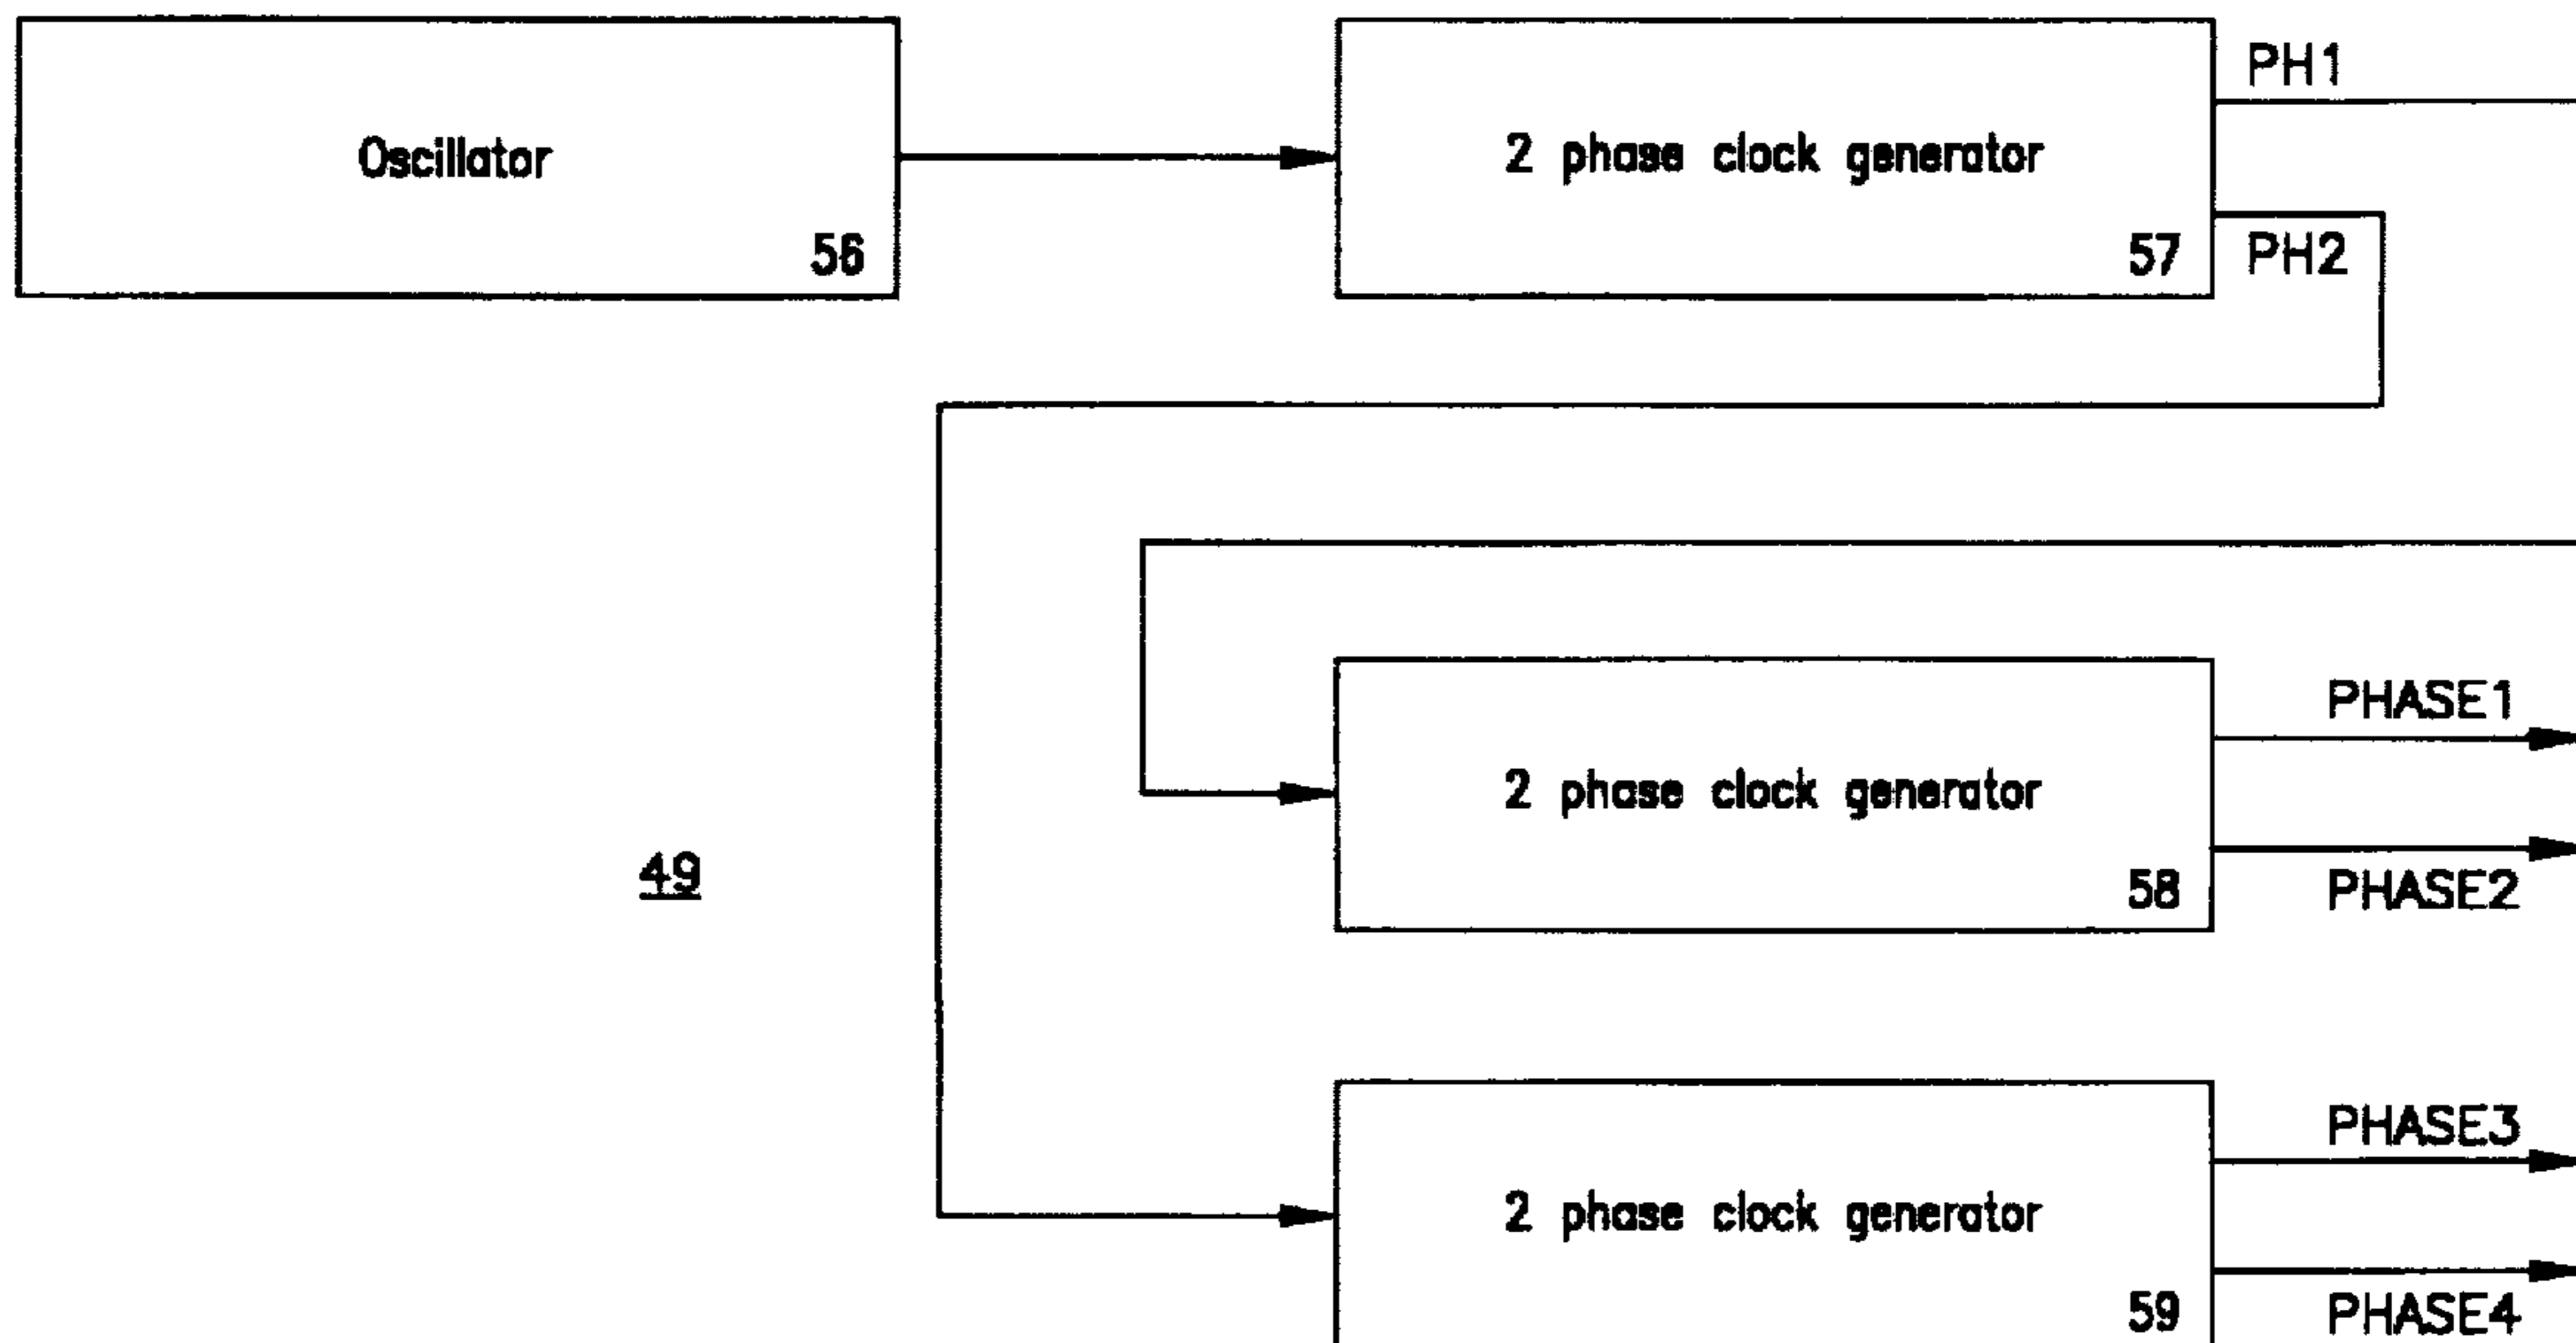 Oscillator
56
2 phase clock generator
57
PH1
PH2
2 phase clock generator
58
PHASE1
PHASE2
49
2 phase clock generator
59
PHASE3
PHASE4